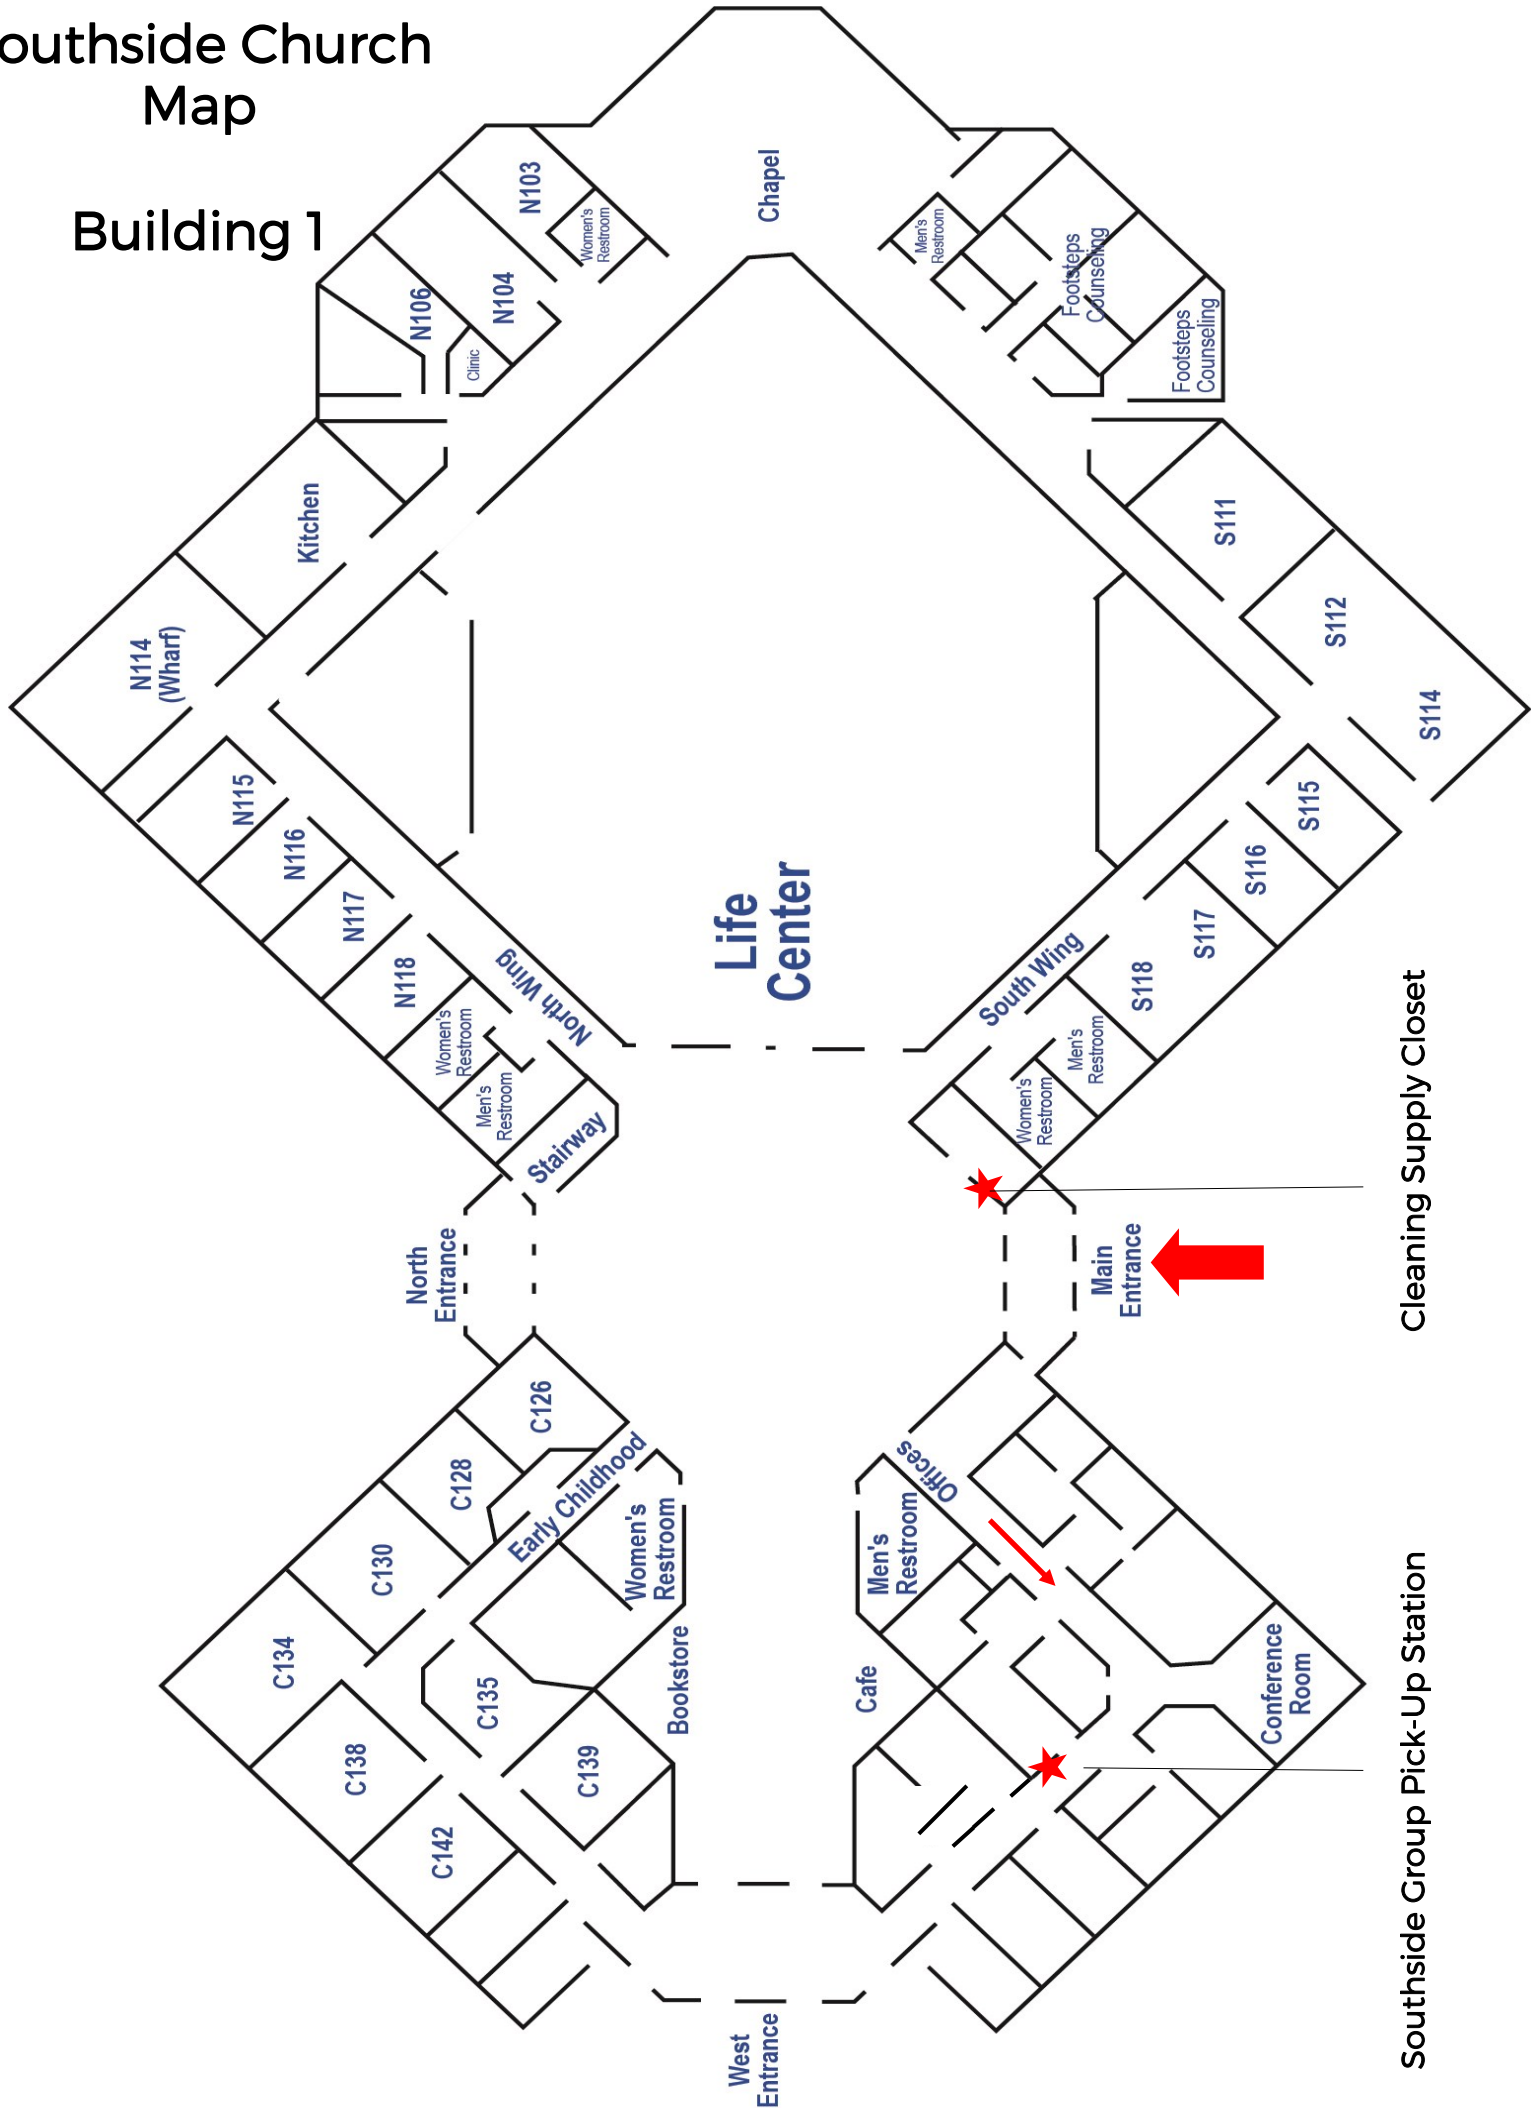 outhside Church
Map
Building 1
Chapel
N103
Women's
Restroom
N104
N106
Clinic
Men's
Restroom
Footsteps
Counseling
Footsteps
Counseling
Kitchen
N114
(Wharf)
S111
S112
S114
N115
N116
N117
N118
Women's
Restroom
Men's
Restroom
North Wing
Stairway
Life
Center
South Wing
S115
S116
S117
S118
Men's
Restroom
Women's
Restroom
Cleaning Supply Closet
North
Entrance
Main
Entrance
C126
C128
C130
C134
C135
C138
C139
C142
Early Childhood
Women's
Restroom
Bookstore
Offices
Men's
Restroom
Cafe
Conference
Room
Southside Group Pick-Up Station
West
Entrance